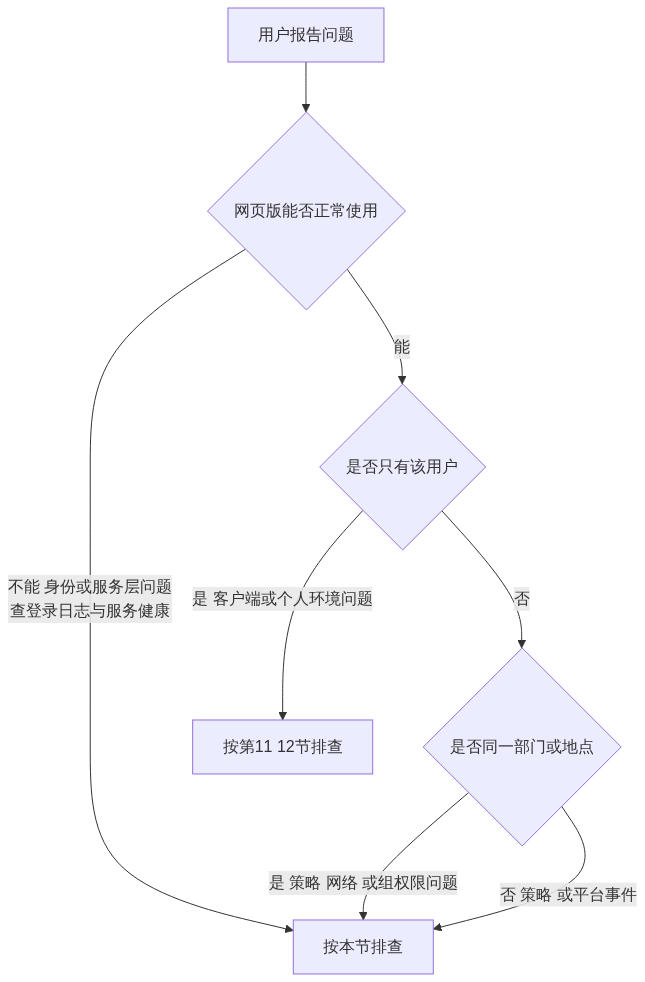 用户报告问题
网页版能否正常使用
能
是否只有该用户
不能 身份或服务层问题
查登录日志与服务健康
是 客户端或个人环境问题
否
按第11 12节排查
是否同一部门或地点
是 策略 网络 或组权限问题
否 策略 或平台事件
按本节排查